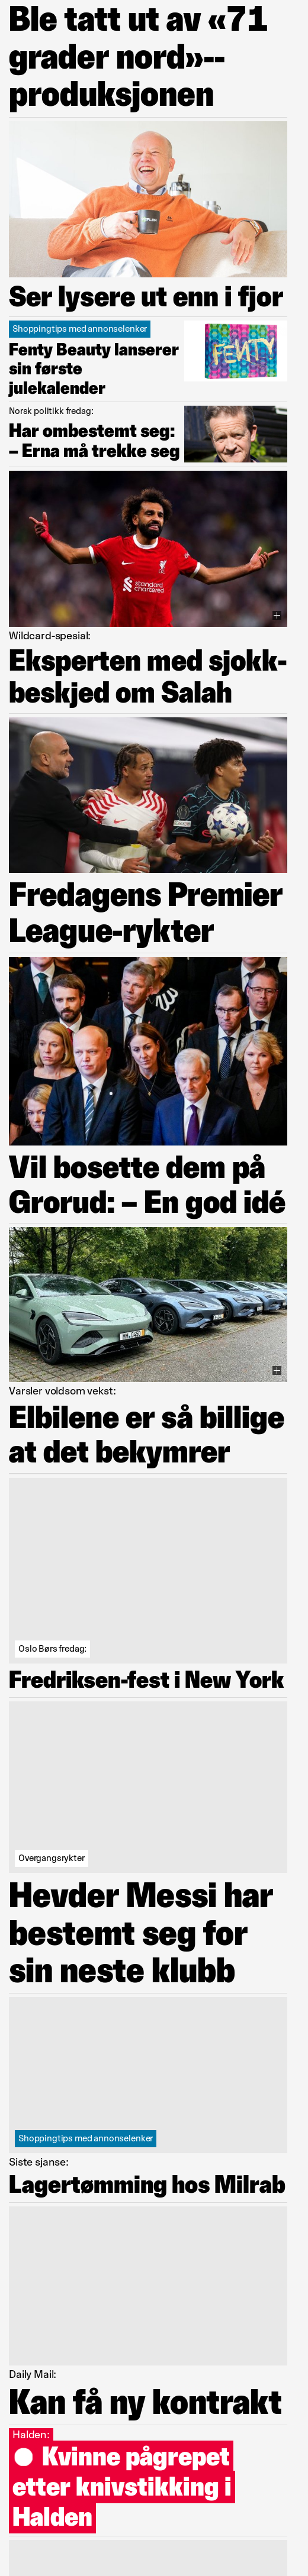 Ble tatt ut av «71
grader nord»--
produksjonen
Ser lysere ut enn i fjor
Shoppingtips med annonselenker
Fenty Beauty lanserer
sin første
julekalender
FENTY
Norsk politikk fredag:
Har ombestemt seg:
– Erna må trekke seg
standard
chartered
Wildcard-spesial:
Eksperten med sjokk-
beskjed om Salah
Fredagens Premier
League-rykter
Vil bosette dem på
Grorud: – En god idé
Varsler voldsom vekst:
Elbilene er så billige
at det bekymrer
Oslo Børs fredag:
Fredriksen-fest i New York
Overgangsrykter
Hevder Messi har
bestemt seg for
sin neste klubb
Shoppingtips med annonselenker
Siste sjanse:
Lagertømming hos Milrab
Daily Mail:
Kan få ny kontrakt
Halden:
Kvinne pågrepet
etter knivstikking i
Halden